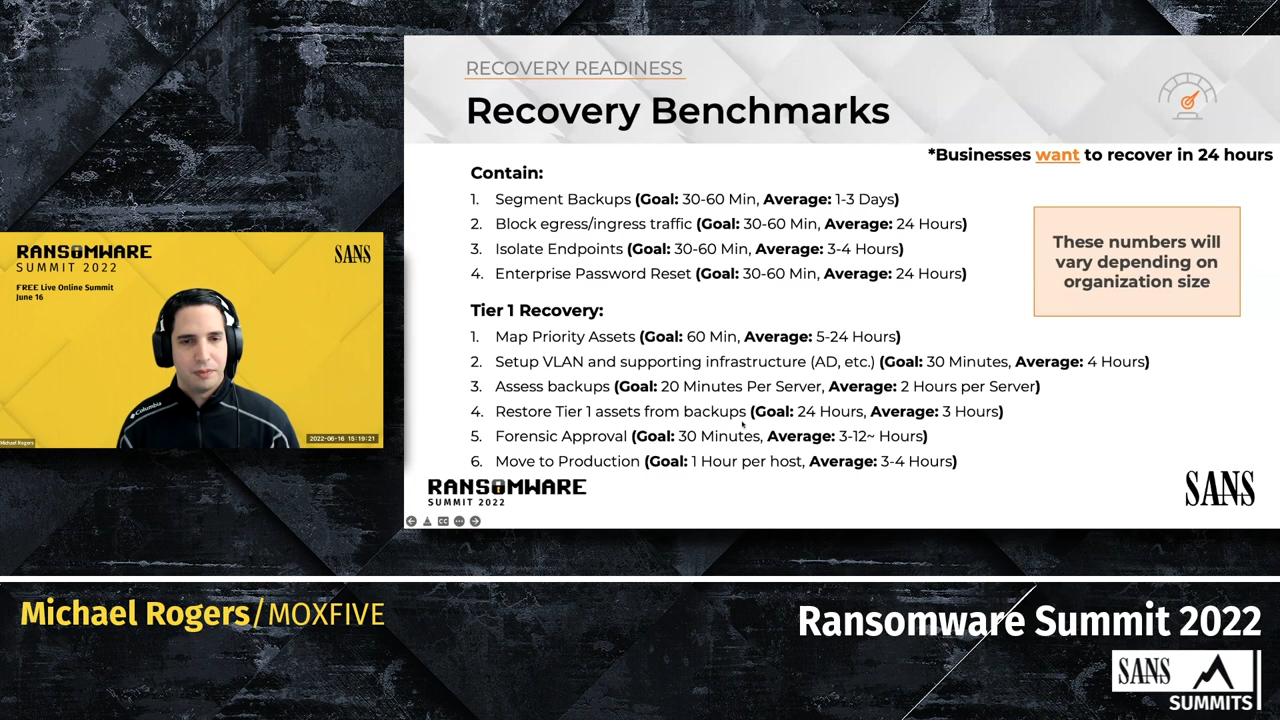 RECOVERY READINESS
Recovery Benchmarks
*Businesses want to recover in 24 hours
Contain:
1. Segment Backups (Goal: 30-60 Min, Average: 1-3 Days)
2. Block egress/ingress traffic (Goal: 30-60 Min, Average: 24 Hours)
3. Isolate Endpoints (Goal: 30-60 Min, Average: 3-4 Hours)
4. Enterprise Password Reset (Goal: 30-60 Min, Average: 24 Hours)
These numbers will
vary depending on
organization size
Tier 1 Recovery:
1. Map Priority Assets (Goal: 60 Min, Average: 5-24 Hours)
2. Setup VLAN and supporting infrastructure (AD, etc.) (Goal: 30 Minutes, Average: 4 Hours)
3. Assess backups (Goal: 20 Minutes Per Server, Average: 2 Hours per Server)
4. Restore Tier 1 assets from backups (Goal: 24 Hours, Average: 3 Hours)
5. Forensic Approval (Goal: 30 Minutes, Average: 3-12~ Hours)
6. Move to Production (Goal: 1 Hour per host, Average: 3-4 Hours)
RANSOMWARE
SUMMIT 2022
SANS
CC
RANSOMWARE
SUMMIT 2022
SANS
FREE Live Online Summit
June 16
Columbia
Michael Rogers
2022-06-16 15:19:21
Michael Rogers/MOXFIVE
Ransomware Summit 2022
SANS
SUMMITS